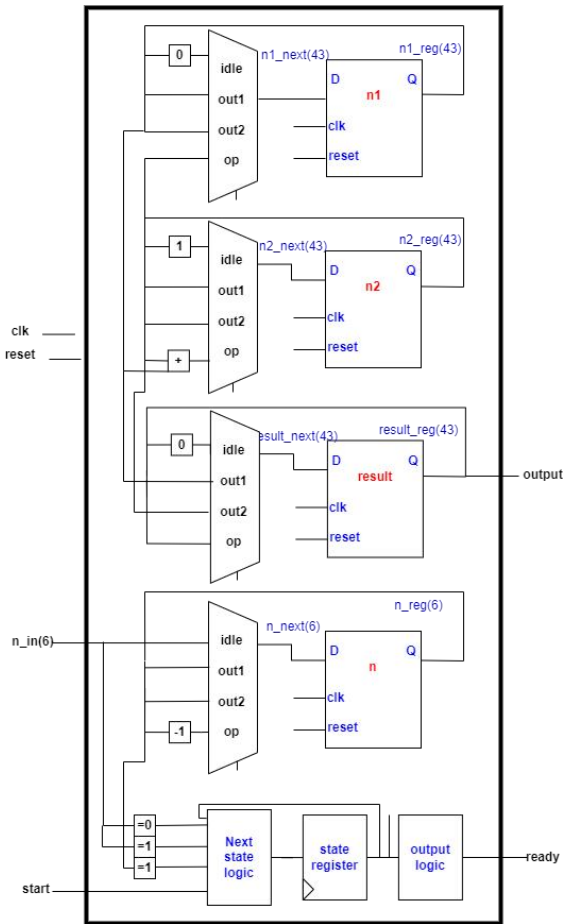 n1_next(43)
n1_reg(43)
0
idle
out1
out2
op
D
Q
n1
clk
reset
n2_next(43)
n2_reg(43)
1
idle
out1
out2
op
+
D
Q
n2
clk
reset
clk
reset
esult_next(43)
result_reg(43)
0
idle
out1
out2
op
D
Q
result
clk
reset
output
n_in(6)
n_next(6)
n_reg(6)
idle
out1
out2
op
-1
D
Q
n
clk
reset
=0
=1
=1
Next
state
logic
state
register
output
logic
ready
start